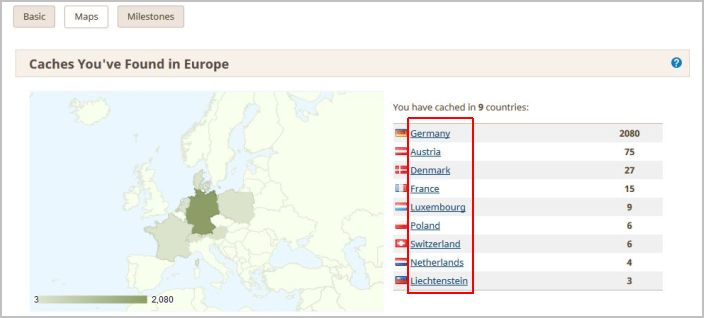 Basic Maps Milestones
Caches You've Found in Europe ?
You have cached in 9 countries:
Germany 2080
Austria 75
Denmark 27
France 15
Luxembourg 9
Poland 6
Switzerland 6
Netherlands 4
Liechtenstein 3
3 2,080